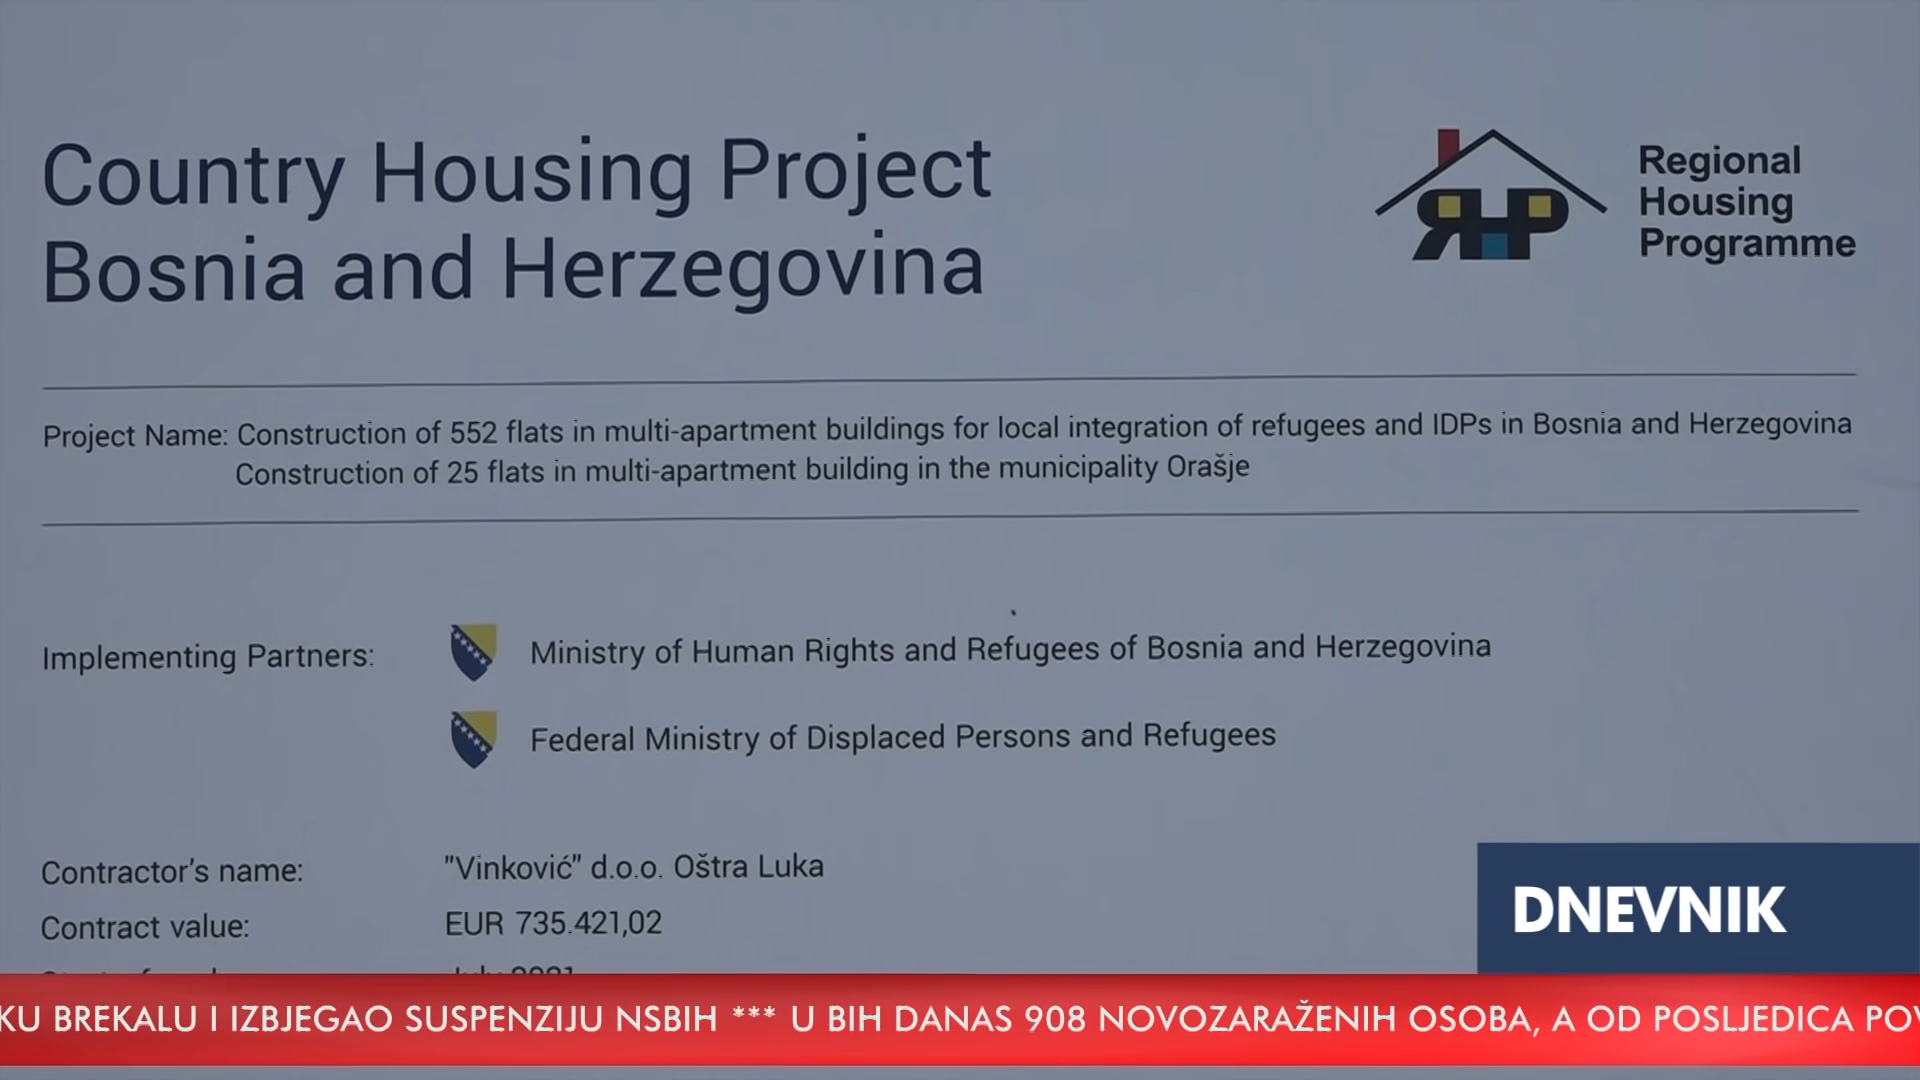 Country Housing Project
Bosnia and Herzegovina
RHP
Regional
Housing
Programme
Project Name: Construction of 552 flats in multi-apartment buildings for local integration of refugees and IDPs in Bosnia and Herzegovina
Construction of 25 flats in multi-apartment building in the municipality Orašje
Implementing Partners:
Ministry of Human Rights and Refugees of Bosnia and Herzegovina
Federal Ministry of Displaced Persons and Refugees
Contractor's name: "Vinković" d.o.o. Oštra Luka
Contract value: EUR 735.421,02
DNEVNIK
KU BREKALU I IZBJEGAO SUSPENZIJU NSBIH *** U BIH DANAS 908 NOVOZARAŽENIH OSOBA, A OD POSLJEDICA POV